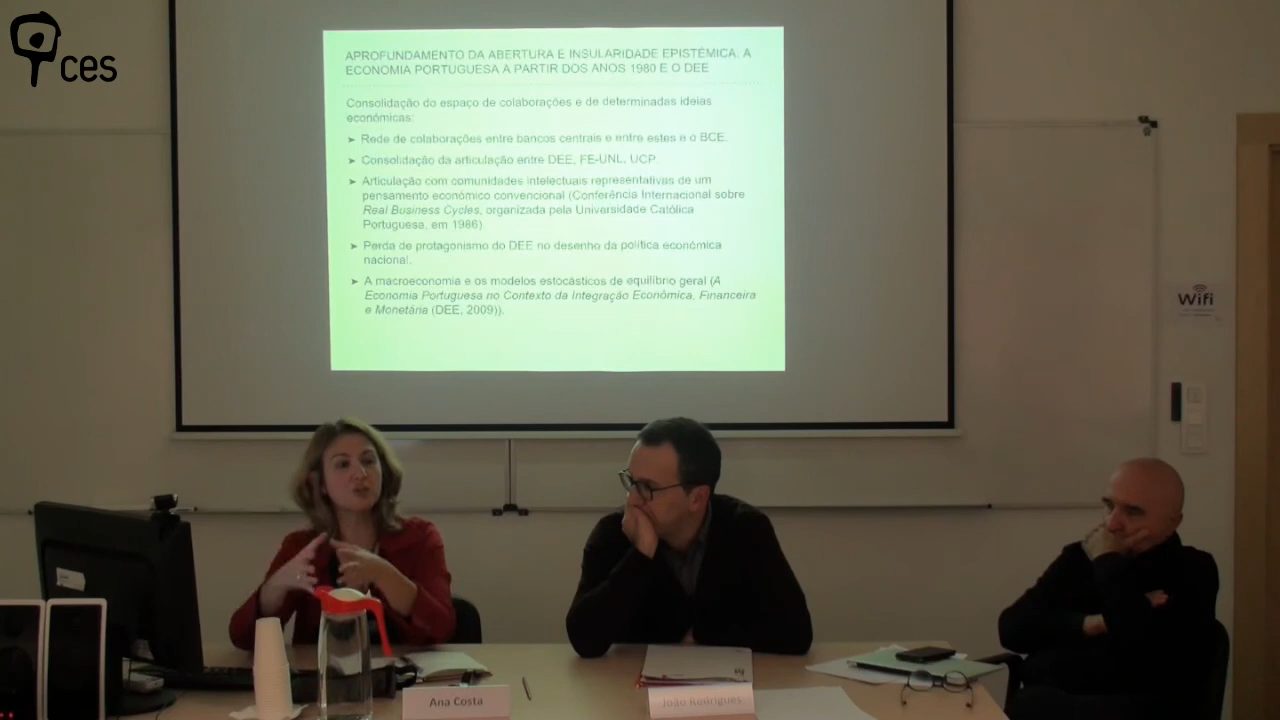 ces
APROFUNDAMENTO DA ABERTURA E INSULARIDADE EPISTÉMICA: A
ECONOMIA PORTUGUESA A PARTIR DOS ANOS 1980 E O DEE
Consolidação do espaço de colaborações e de determinadas ideias
económicas:
➤ Rede de colaborações entre bancos centrais e entre estes e o BCE.
➤ Consolidação da articulação entre DEE, FE-UNL, UCP.
➤ Articulação com comunidades intelectuais representativas de um
pensamento económico convencional (Conferência Internacional sobre
Real Business Cycles, organizada pela Universidade Católica
Portuguesa, em 1986)
➤ Perda de protagonismo do DEE no desenho da política económica
nacional.
➤ A macroeconomia e os modelos estocásticos de equilíbrio geral (A
Economia Portuguesa no Contexto da Integração Económica, Financeira
e Monetária (DEE, 2009)).
Wifi
Ana Costa
João Rodrigues